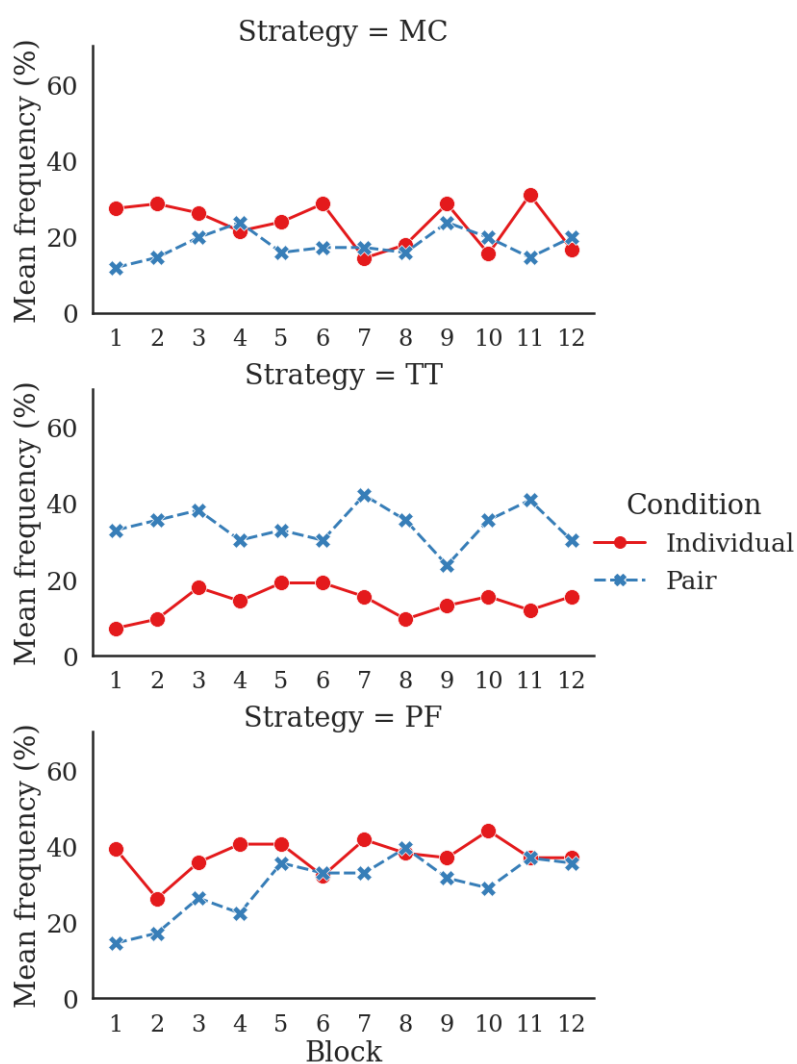 Strategy = MC
Mean frequency (%)
60
40
20
0
1 2 3 4 5 6 7 8 9 10 11 12
Strategy = TT
Mean frequency (%)
60
40
20
0
1 2 3 4 5 6 7 8 9 10 11 12
Condition
Individual
Pair
Strategy = PF
Mean frequency (%)
60
40
20
0
1 2 3 4 5 6 7 8 9 10 11 12
Block